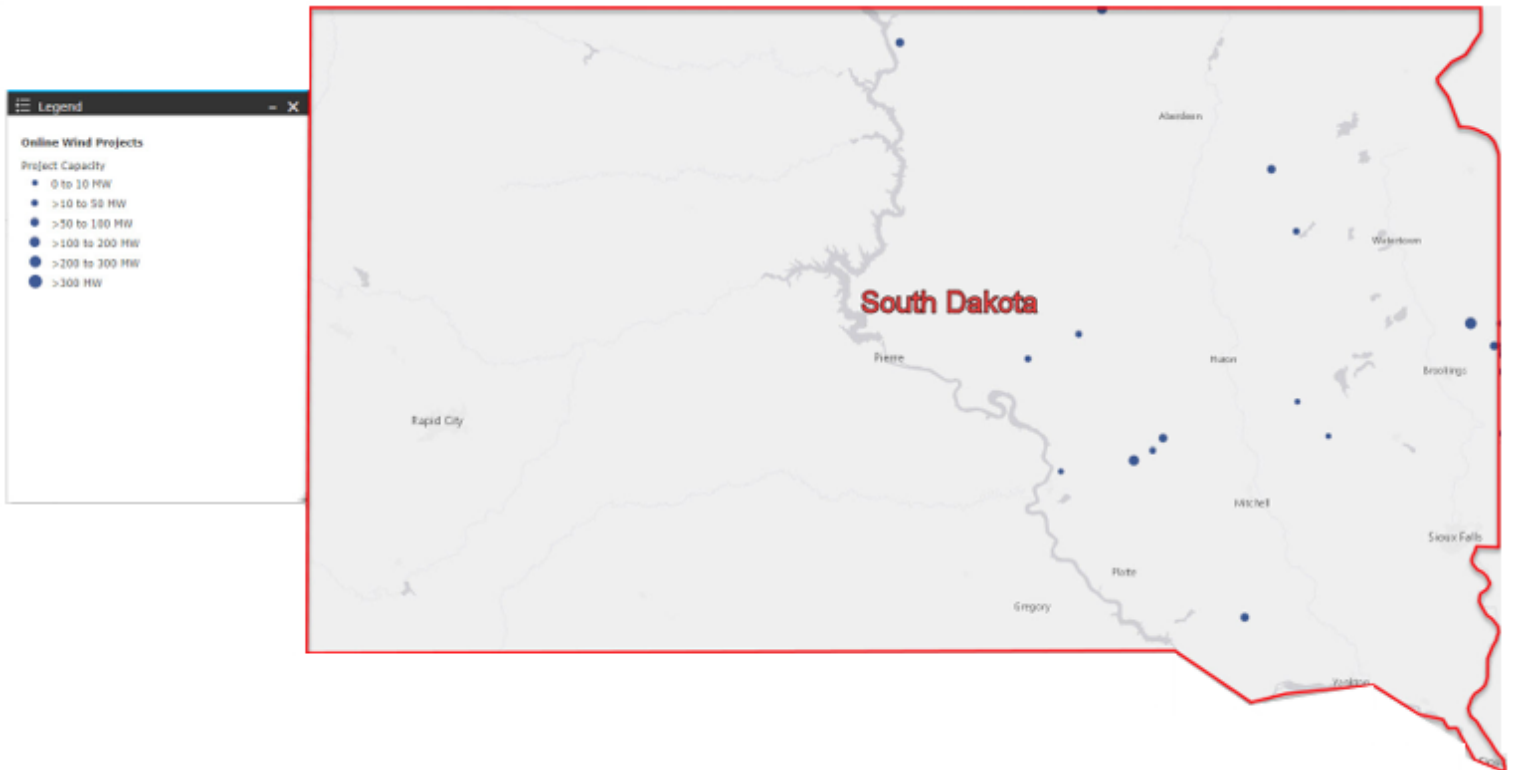 Legend
Online Wind Projects
Project Capacity
0 to 10 MW
>10 to 50 MW
>50 to 100 MW
>100 to 200 MW
>200 to 300 MW
>300 MW
Aberdeen
Watertown
South Dakota
Pierre
Huron
Brookings
Rapid City
Mitchell
Sioux Falls
Platte
Gregory
Yankton